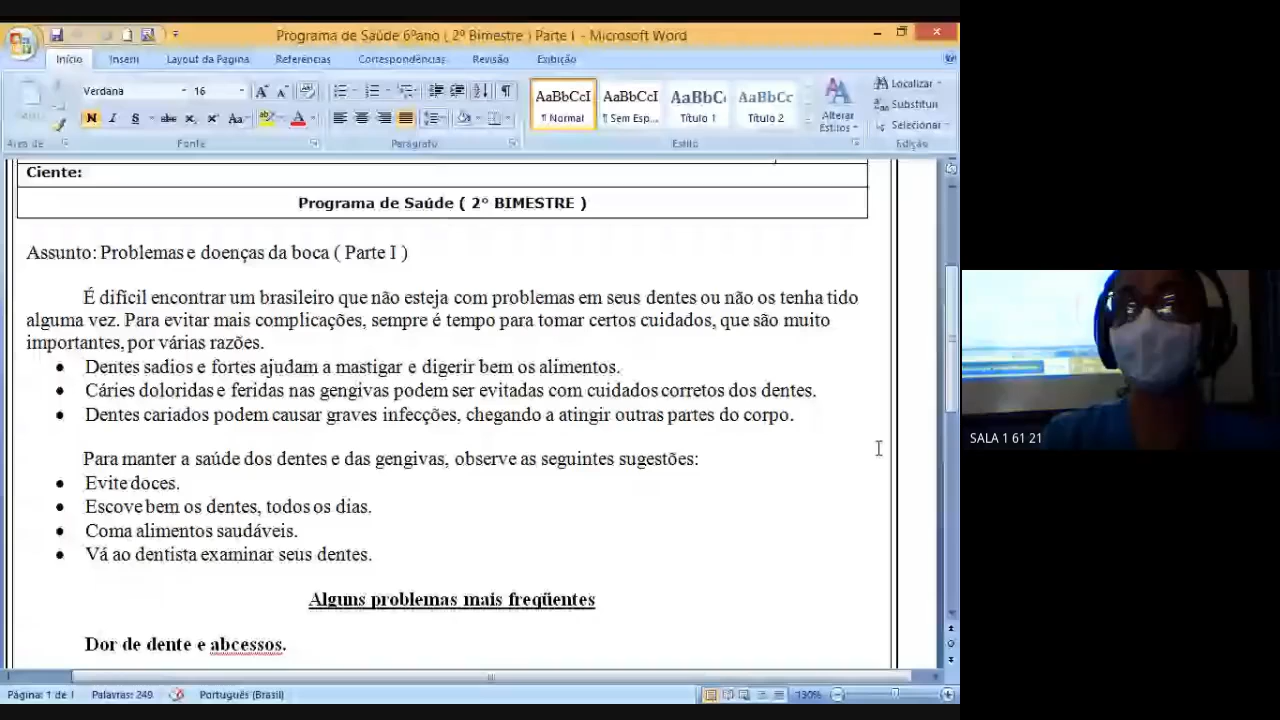 Programa de Saúde 6ºano ( 2º Bimestre ) Parte I - Microsoft Word
Início Inserir Layout da Página Referências Correspondências Revisão Exibição
Verdana 16
Localizar
AaBbCcI AaBbCcI AaBbC AaBbCc
Substituir
¶ Normal ¶ Sem Esp... Título 1 Título 2
Alterar Estilos
Selecionar
Área de Fonte Parágrafo Estilo Edição
Ciente:
Programa de Saúde ( 2° BIMESTRE )
Assunto: Problemas e doenças da boca ( Parte I )
É difícil encontrar um brasileiro que não esteja com problemas em seus dentes ou não os tenha tido
alguma vez. Para evitar mais complicações, sempre é tempo para tomar certos cuidados, que são muito
importantes, por várias razões.
• Dentes sadios e fortes ajudam a mastigar e digerir bem os alimentos.
• Cáries doloridas e feridas nas gengivas podem ser evitadas com cuidados corretos dos dentes.
• Dentes cariados podem causar graves infecções, chegando a atingir outras partes do corpo.
Para manter a saúde dos dentes e das gengivas, observe as seguintes sugestões:
• Evite doces.
• Escove bem os dentes, todos os dias.
• Coma alimentos saudáveis.
• Vá ao dentista examinar seus dentes.
Alguns problemas mais freqüentes
Dor de dente e abcessos.
Página: 1 de 1 Palavras: 249 Português (Brasil) 130%
SALA 1 61 21